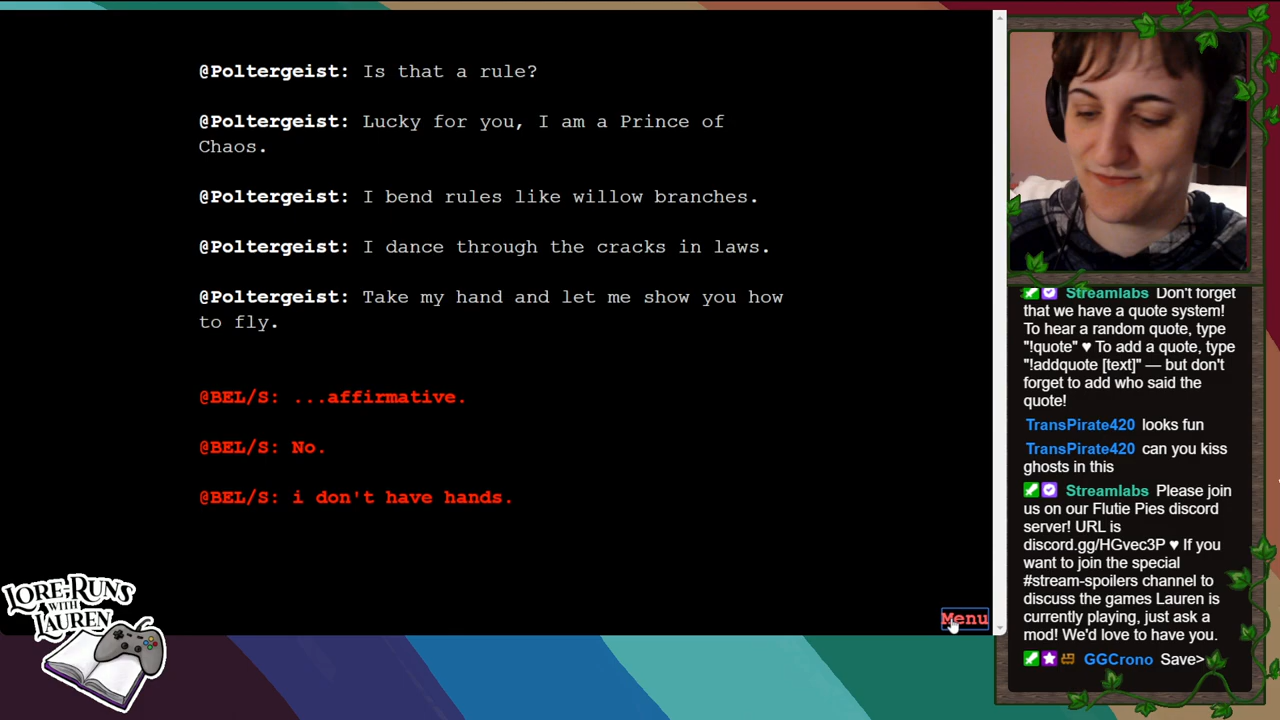 @Poltergeist: Is that a rule?
@Poltergeist: Lucky for you, I am a Prince of
Chaos.
@Poltergeist: I bend rules like willow branches.
@Poltergeist: I dance through the cracks in laws.
@Poltergeist: Take my hand and let me show you how
to fly.
@BEL/S: ...affirmative.
@BEL/S: No.
@BEL/S: i don't have hands.
Menu
LORE-RUNS
WITH
LAUREN
Streamlabs Don't forget
that we have a quote system!
To hear a random quote, type
"!quote" ♥ To add a quote, type
"!addquote [text]" — but don't
forget to add who said the
quote!
TransPirate420 looks fun
TransPirate420 can you kiss
ghosts in this
Streamlabs Please join
us on our Flutie Pies discord
server! URL is
discord.gg/HGvec3P ♥ If you
want to join the special
#stream-spoilers channel to
discuss the games Lauren is
currently playing, just ask a
mod! We'd love to have you.
GGCrono Save>